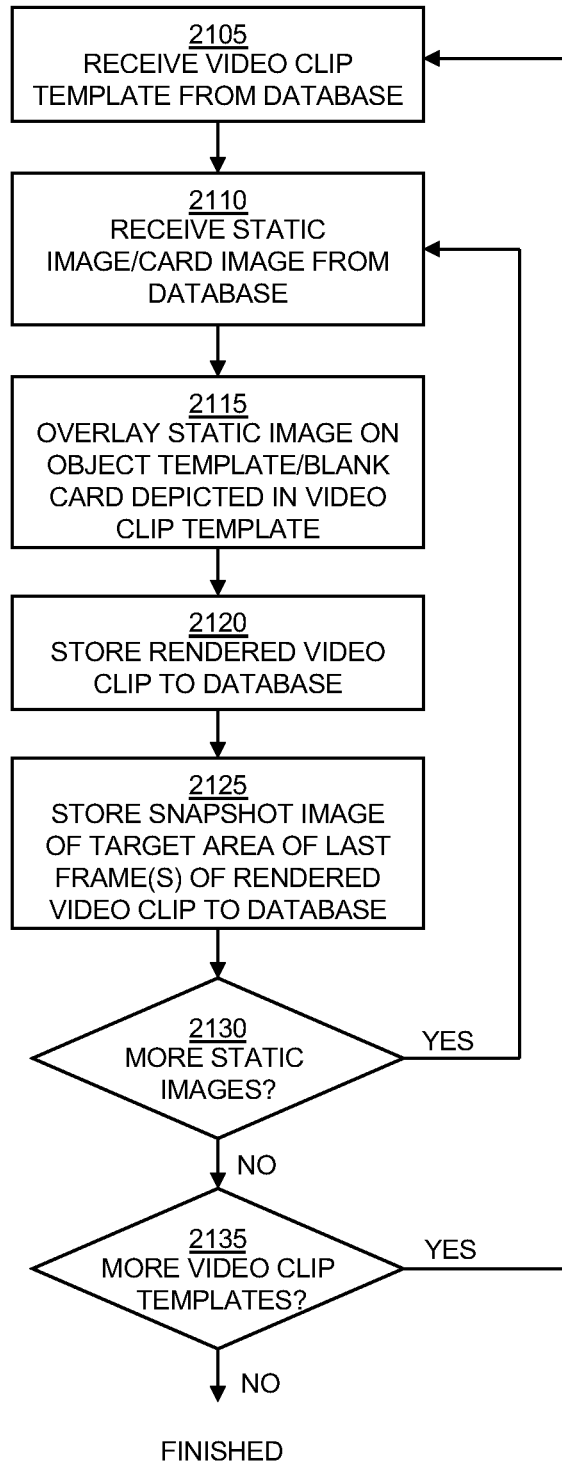 2105
RECEIVE VIDEO CLIP
TEMPLATE FROM DATABASE
2110
RECEIVE STATIC
IMAGE/CARD IMAGE FROM
DATABASE
2115
OVERLAY STATIC IMAGE ON
OBJECT TEMPLATE/BLANK
CARD DEPICTED IN VIDEO
CLIP TEMPLATE
2120
STORE RENDERED VIDEO
CLIP TO DATABASE
2125
STORE SNAPSHOT IMAGE
OF TARGET AREA OF LAST
FRAME(S) OF RENDERED
VIDEO CLIP TO DATABASE
2130
MORE STATIC
IMAGES?
YES
NO
2135
MORE VIDEO CLIP
TEMPLATES?
YES
NO
FINISHED